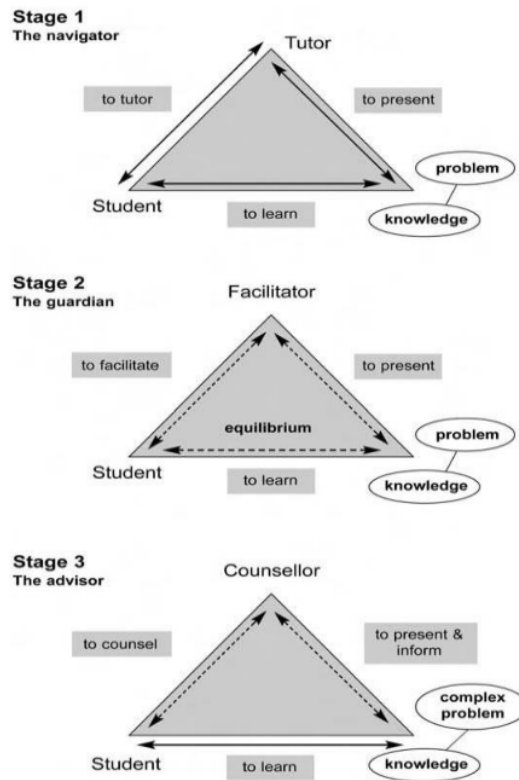 Stage 1
The navigator
Tutor
to tutor
to present
problem
Student
knowledge
to learn
Stage 2
The guardian
Facilitator
to facilitate
to present
equilibrium
problem
Student
knowledge
to learn
Stage 3
The advisor
Counsellor
to counsel
to present &
inform
complex
problem
Student
knowledge
to learn